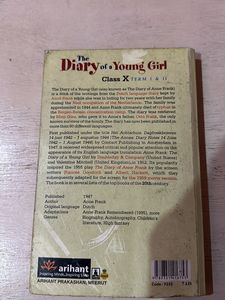 The
Diary of a Young Girl
Class X TERM I & II
The Diary of a Young Girl (also known as The Diary of Anne Frank)
is a book of the writings from the Dutch language diary kept by
Anne Frank while she was in hiding for two years with her family
during the Nazi occupation of the Netherlands. The family was
apprehended in 1944 and Anne Frank ultimately died of typhus in
the Bergen-Belsen concentration camp. The diary was retrieved
by Miep Gies, who gave it to Anne's father, Otto Frank, the only
known survivor of the family. The diary has now been published in
more than 60 different languages.
First published under the title Het Achterhuis. Dagboekbrieven
14 Juni 1942 - 1 Augustus 1944 (The Annex: Diary Notes 14 June
1942 - 1 August 1944) by Contact Publishing in Amsterdam in
1947, it received widespread critical and popular attention on the
appearance of its English language translation Anne Frank: The
Diary of a Young Girl by Doubleday & Company (United States)
and Valentine Mitchell (United Kingdom) in 1952. Its popularity
inspired the 1955 play The Diary of Anne Frank by the screen
writers Frances Goodrich and Albert Hackett, which they
subsequently adapted for the screen for the 1959 movie version.
The book is in several lists of the top books of the 20th century.
Published 1947
Author Anne Frank
Original language Dutch
Adaptations Anne Frank Remembered (1995), more
Genres Biography, Autobiography, Children's
literature, High fantasy
arihant
Inspiring Minds, Inspiring Lives
ARIHANT PRAKASHAN, MEERUT
Code :